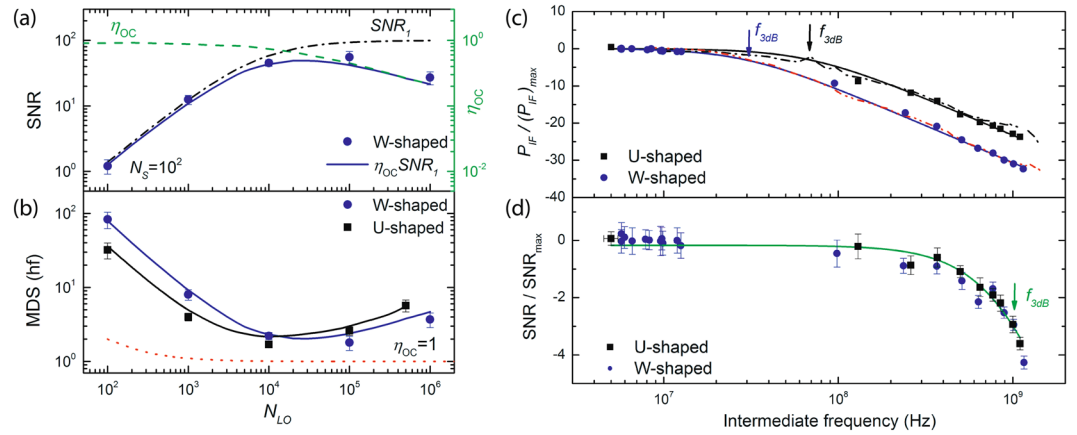 (a)
η_OC
SNR_1
10^2
10^1
10^0
SNR
N_S=10^2
W-shaped
η_OC SNR_1
10^0
10^-1
10^-2
η_OC
(b)
10^2
10^1
10^0
MDS (hf)
W-shaped
U-shaped
η_OC=1
10^2
10^3
10^4
10^5
10^6
N_LO
(c)
f_3dB
f_3dB
0
-10
-20
-30
-40
P_IF / (P_IF)_max
U-shaped
W-shaped
(d)
0
-2
-4
SNR / SNR_max
f_3dB
U-shaped
W-shaped
10^7
10^8
10^9
Intermediate frequency (Hz)